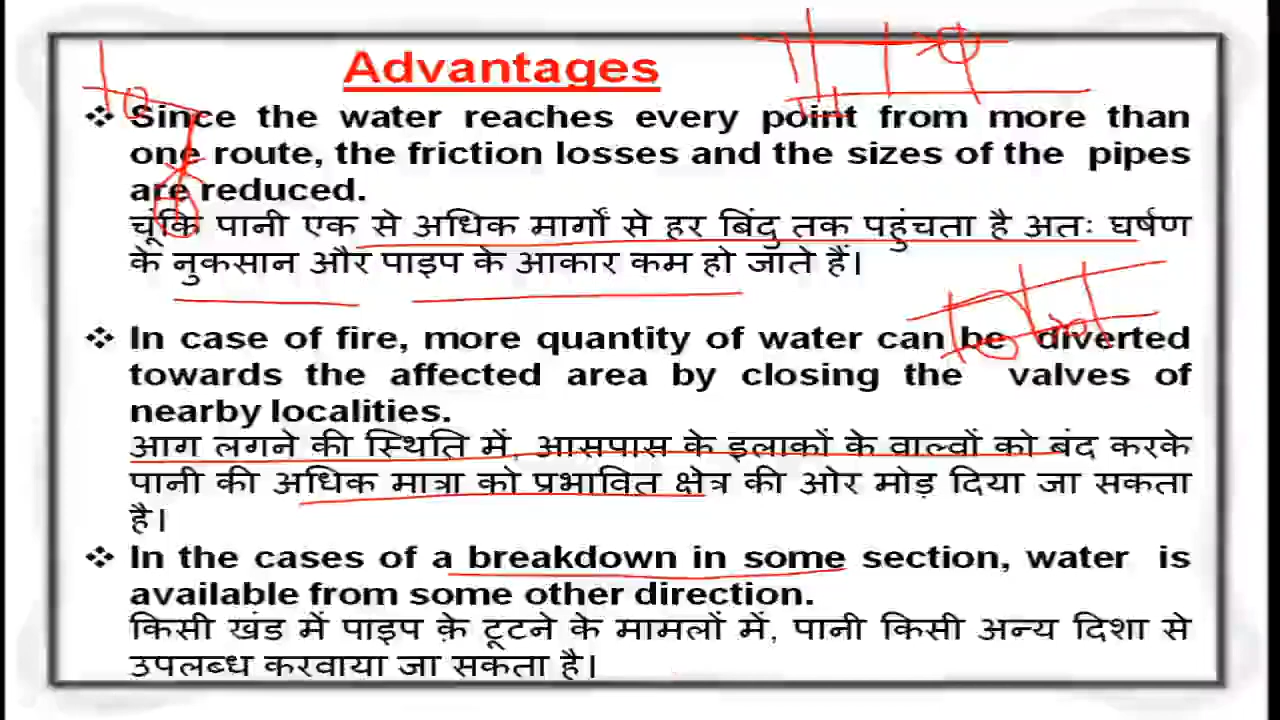 Advantages
❖ Since the water reaches every point from more than
one route, the friction losses and the sizes of the pipes
are reduced.
चूंकि पानी एक से अधिक मार्गों से हर बिंदु तक पहुंचता है अतः घर्षण
के नुकसान और पाइप के आकार कम हो जाते हैं।
❖ In case of fire, more quantity of water can be diverted
towards the affected area by closing the valves of
nearby localities.
आग लगने की स्थिति में, आसपास के इलाकों के वाल्वों को बंद करके
पानी की अधिक मात्रा को प्रभावित क्षेत्र की ओर मोड़ दिया जा सकता
है।
❖ In the cases of a breakdown in some section, water is
available from some other direction.
किसी खंड में पाइप के़ टूटने के मामलों में, पानी किसी अन्य दिशा से
उपलब्ध करवाया जा सकता है।